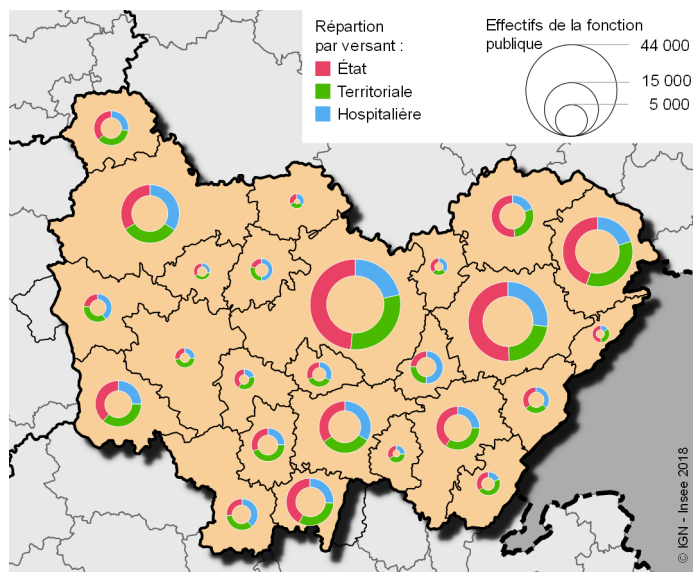 Répartion
par versant :
État
Territoriale
Hospitalière
Effectifs de la fonction
publique
44 000
15 000
5 000
© IGN - Insee 2018